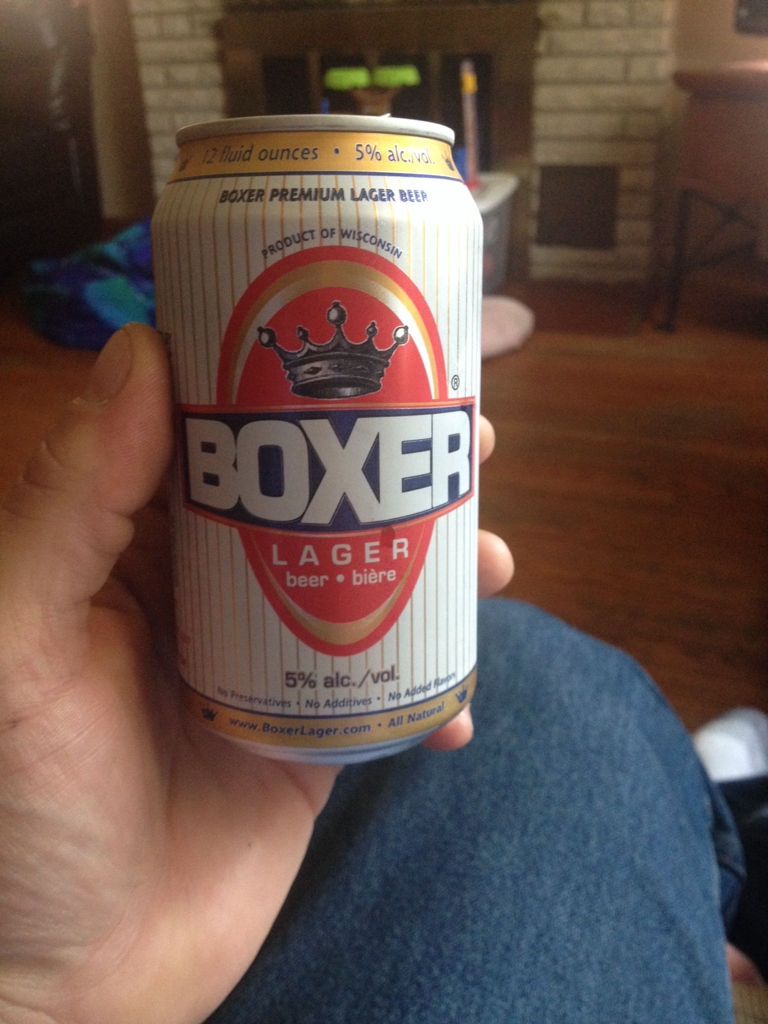 12 fluid ounces • 5% alc./vol.
BOXER PREMIUM LAGER BEER
PRODUCT OF WISCONSIN
®
BOXER
LAGER
beer • bière
5% alc./vol.
No Preservatives • No Additives • No Added Flavors
www.BoxerLager.com • All Natural